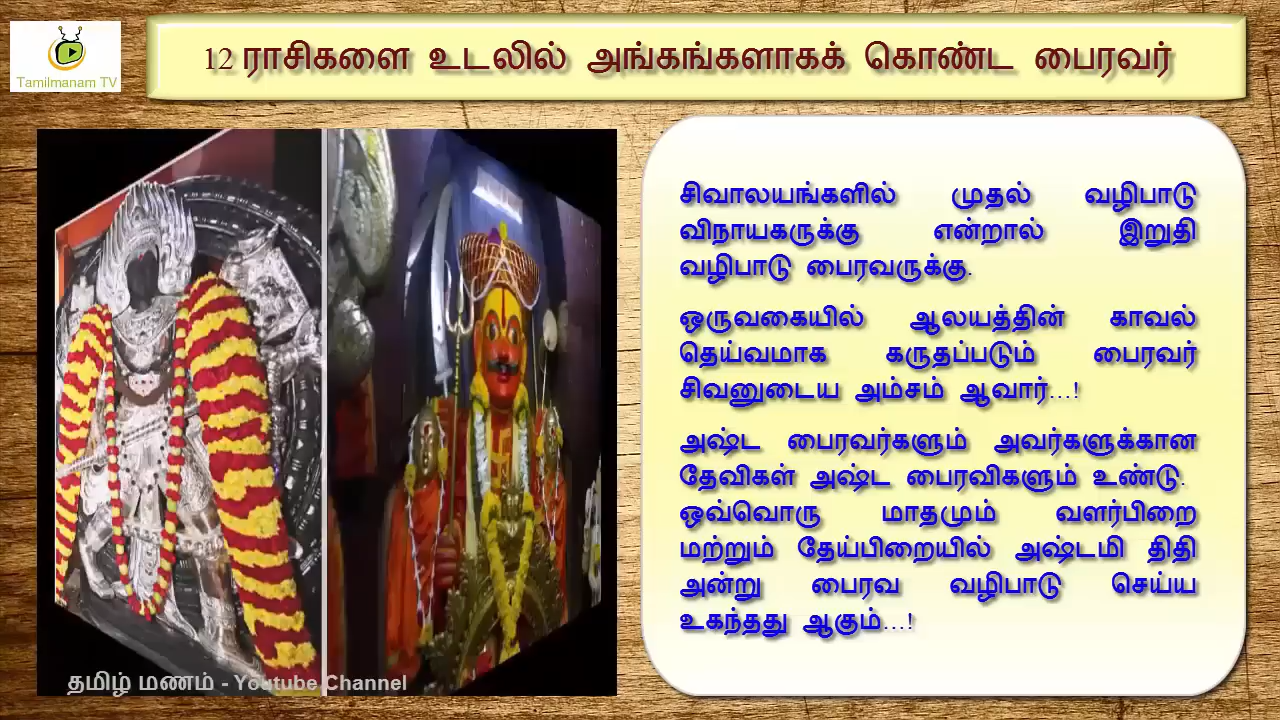 Tamilmanam TV
12 ராசிகளை உடலில் அங்கங்களாகக் கொண்ட பைரவர்
சிவாலயங்களில் முதல் வழிபாடு
விநாயகருக்கு என்றால் இறுதி
வழிபாடு பைரவருக்கு.
ஒருவகையில் ஆலயத்தின் காவல்
தெய்வமாக கருதப்படும் பைரவர்
சிவனுடைய அம்சம் ஆவார்...!
அஷ்ட பைரவர்களும் அவர்களுக்கான
தேவிகள் அஷ்ட பைரவிகளும் உண்டு.
ஒவ்வொரு மாதமும் வளர்பிறை
மற்றும் தேய்பிறையில் அஷ்டமி திதி
அன்று பைரவ வழிபாடு செய்ய
உகந்தது ஆகும்...!
தமிழ் மணம் - Youtube Channel